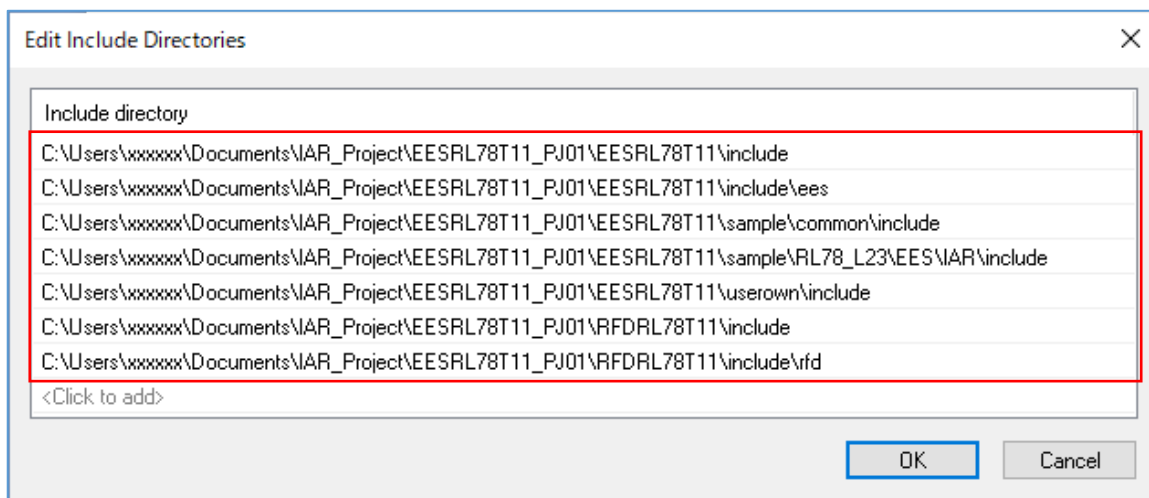 Edit Include Directories
Include directory
C:\Users\xxxxxx\Documents\IAR_Project\EESRL78T11_PJ01\EESRL78T11\include
C:\Users\xxxxxx\Documents\IAR_Project\EESRL78T11_PJ01\EESRL78T11\include\ees
C:\Users\xxxxxx\Documents\IAR_Project\EESRL78T11_PJ01\EESRL78T11\sample\common\include
C:\Users\xxxxxx\Documents\IAR_Project\EESRL78T11_PJ01\EESRL78T11\sample\RL78_L23\EES\IAR\include
C:\Users\xxxxxx\Documents\IAR_Project\EESRL78T11_PJ01\EESRL78T11\userown\include
C:\Users\xxxxxx\Documents\IAR_Project\EESRL78T11_PJ01\RFDRL78T11\include
C:\Users\xxxxxx\Documents\IAR_Project\EESRL78T11_PJ01\RFDRL78T11\include\rfd
<Click to add>
OK Cancel